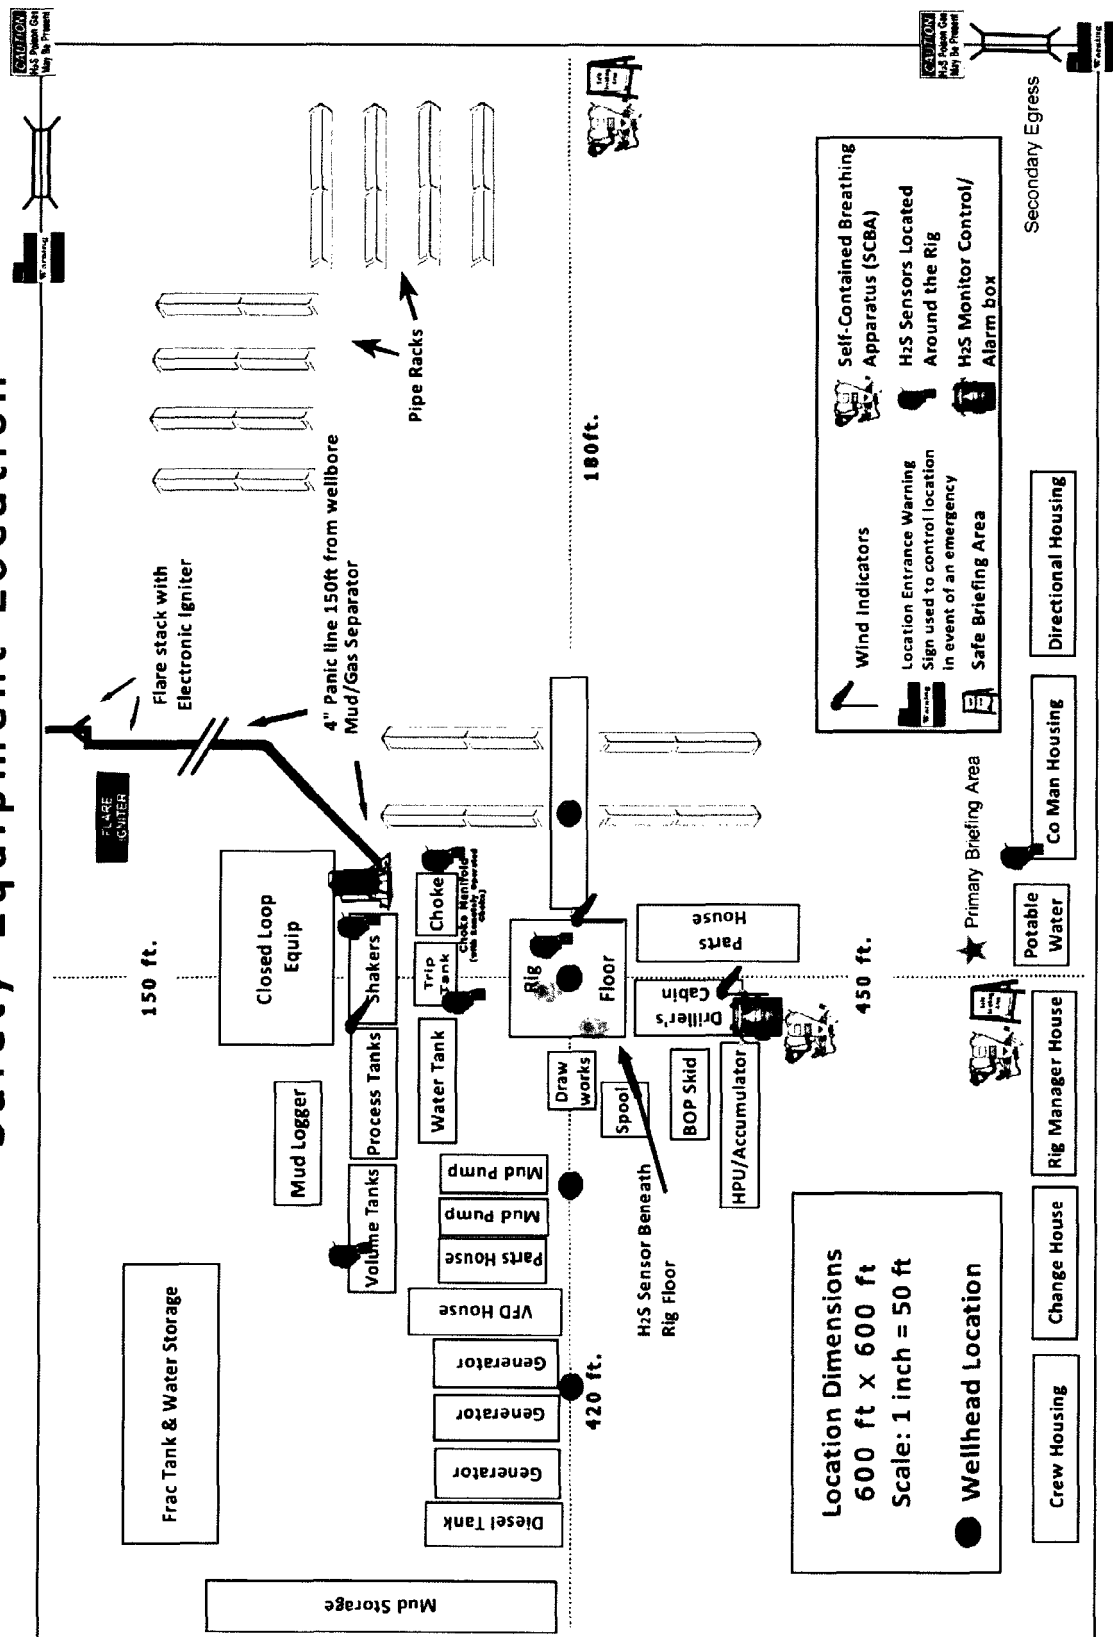 Safety Equipment Location
CAUTION
H2S Poison Gas
May Be Present
Warning
CAUTION
H2S Poison Gas
May Be Present
Warning
Secondary Egress
Flare stack with
Electronic Igniter
FLARE
IGNITER
4" Panic line 150ft from wellbore
Mud/Gas Separator
Pipe Racks
150 ft.
180ft.
450 ft.
420 ft.
Frac Tank & Water Storage
Closed Loop
Equip
Mud Logger
Volume Tanks
Process Tanks
Shakers
Water Tank
Trip
Tank
Choke
Choke Manifold
(with Remotely Operated
Choke)
Mud Storage
Diesel Tank
Generator
Generator
Generator
VFD House
Parts House
Mud Pump
Mud Pump
Draw
works
Rig
Floor
Spool
BOP Skid
HPU/Accumulator
Driller's
Cabin
Parts
House
H2S Sensor Beneath
Rig Floor
Location Dimensions
600 ft x 600 ft
Scale: 1 inch = 50 ft
Wellhead Location
Wind Indicators
Location Entrance Warning
Sign used to control location
in event of an emergency
Warning
Safe Briefing Area
Self-Contained Breathing
Apparatus (SCBA)
H2S Sensors Located
Around the Rig
H2S Monitor Control/
Alarm box
Primary Briefing Area
Crew Housing
Change House
Rig Manager House
Potable
Water
Co Man Housing
Directional Housing